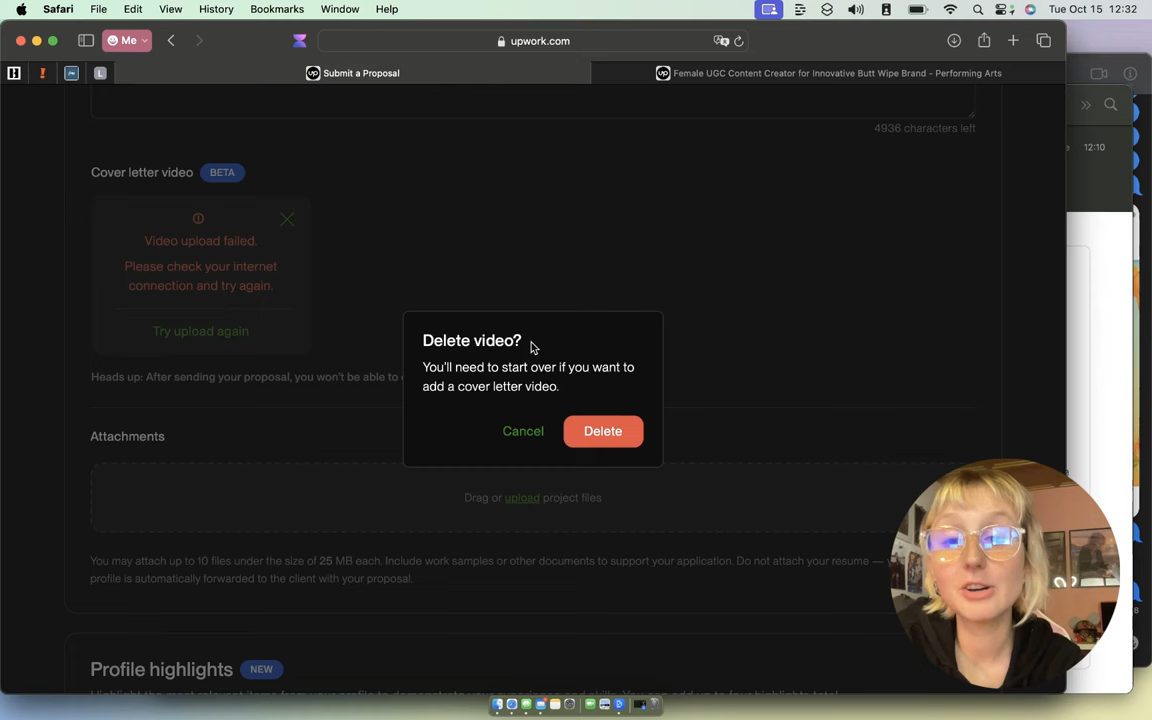 Safari File Edit View History Bookmarks Window Help Tue Oct 15 12:32
Me upwork.com
L up Submit a Proposal up Female UGC Content Creator for Innovative Butt Wipe Brand - Performing Arts
4936 characters left
12:10
Cover letter video BETA
Video upload failed.
Please check your internet
connection and try again.
Try upload again
Delete video?
You'll need to start over if you want to
add a cover letter video.
Cancel Delete
Heads up: After sending your proposal, you won't be able to
Attachments
Drag or upload project files
You may attach up to 10 files under the size of 25 MB each. Include work samples or other documents to support your application. Do not attach your resume —
profile is automatically forwarded to the client with your proposal.
Profile highlights NEW